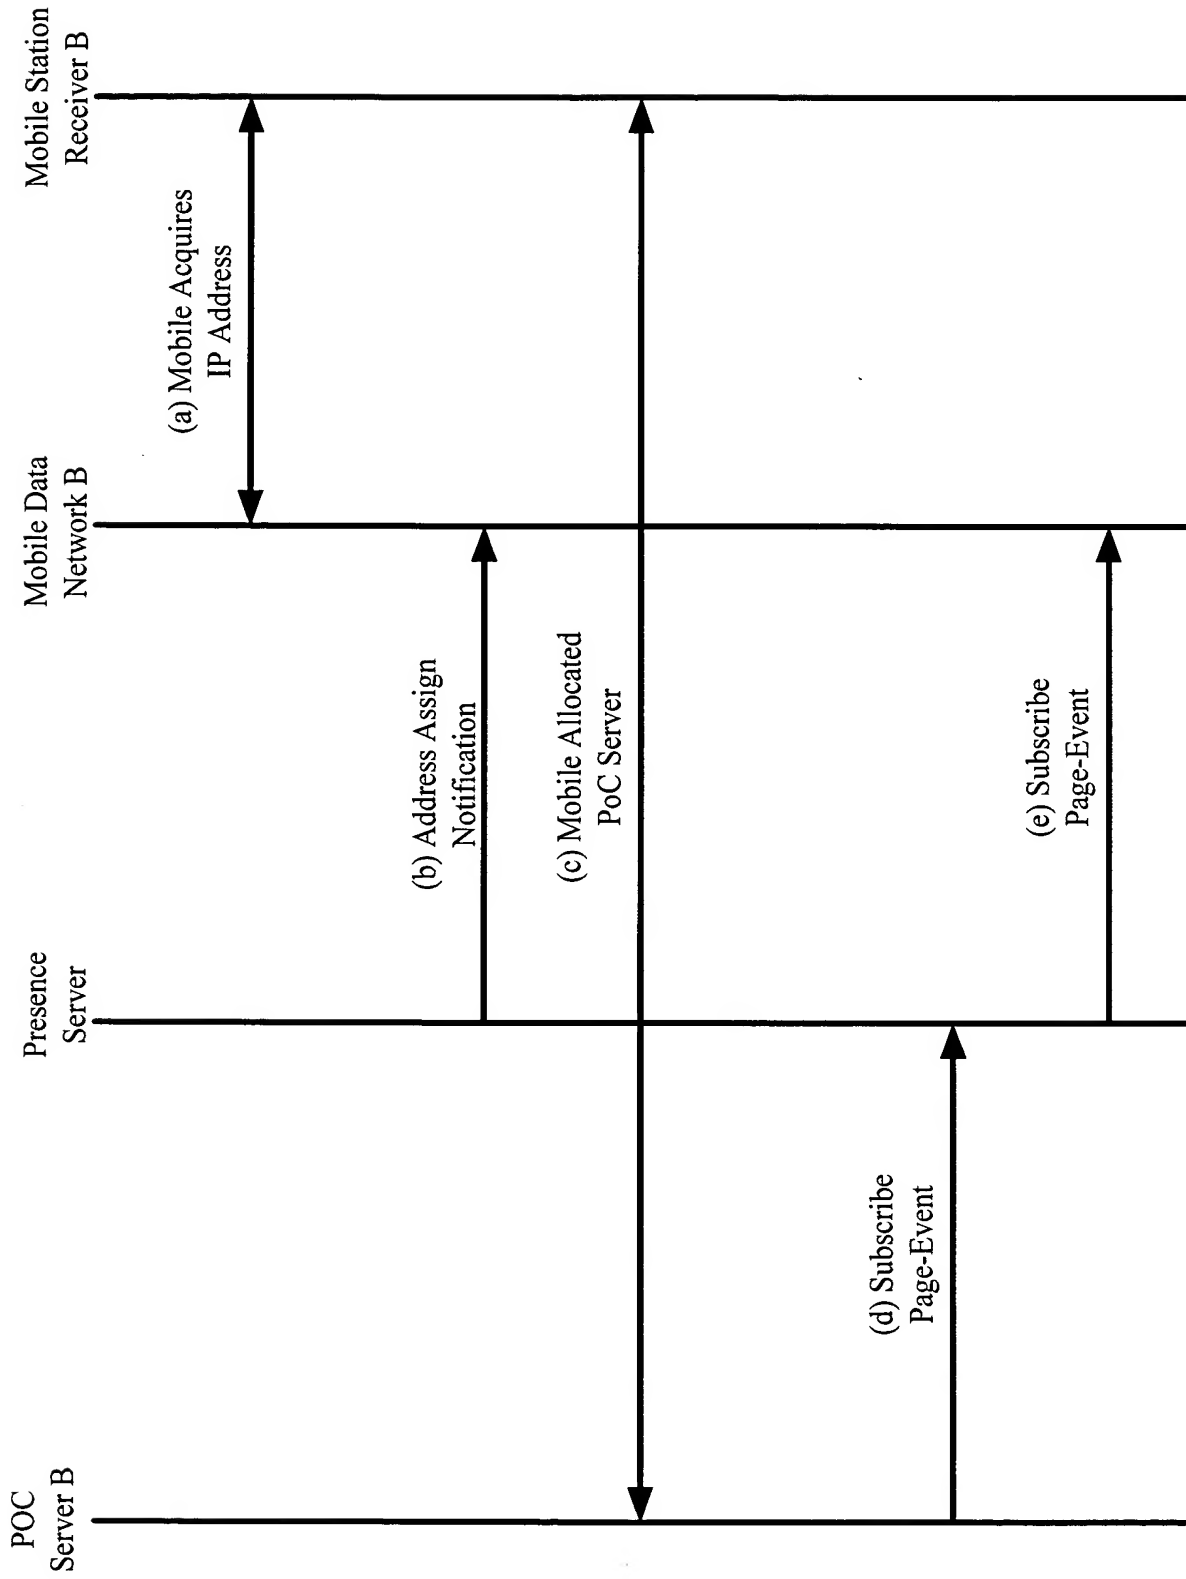 POC
Server B
Presence
Server
Mobile Data
Network B
Mobile Station
Receiver B
(a) Mobile Acquires
IP Address
(b) Address Assign
Notification
(c) Mobile Allocated
PoC Server
(d) Subscribe
Page-Event
(e) Subscribe
Page-Event